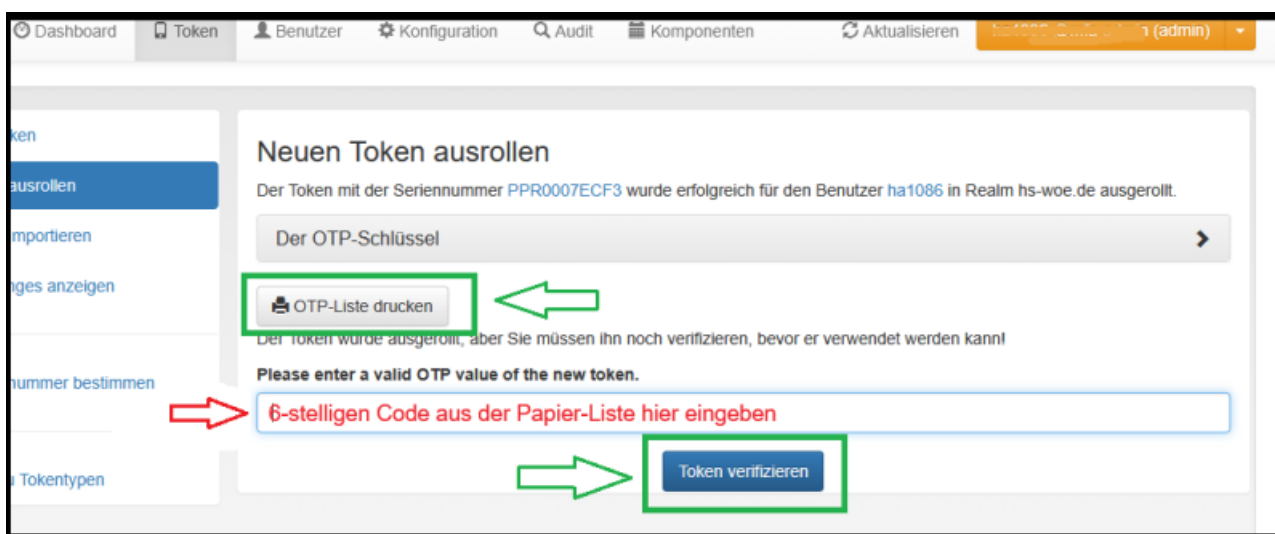 Dashboard Token Benutzer Konfiguration Audit Komponenten Aktualisieren (admin)
ken
ausrollen
mportieren
nges anzeigen
nummer bestimmen
Tokentypen
Neuen Token ausrollen
Der Token mit der Seriennummer PPR0007ECF3 wurde erfolgreich für den Benutzer ha1086 in Realm hs-woe.de ausgerollt.
Der OTP-Schlüssel
OTP-Liste drucken
Der Token wurde ausgerollt, aber Sie müssen ihn noch verifizieren, bevor er verwendet werden kann!
Please enter a valid OTP value of the new token.
6-stelligen Code aus der Papier-Liste hier eingeben
Token verifizieren